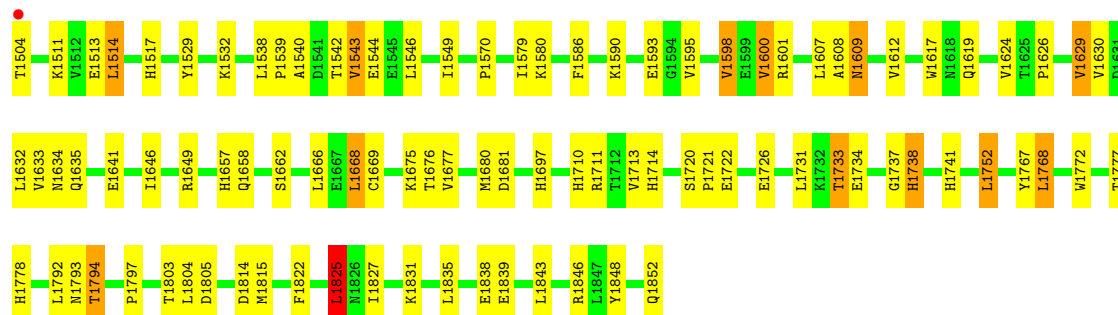 T1504 K1511 V1512 E1513 L1514 H1517 Y1529 K1532 L1538 P1539 A1540 D1541 T1542 V1543 E1544 E1545 L1546 I1549 P1570 I1579 K1580 F1586 K1590 E1593 G1594 V1595 V1598 E1599 V1600 R1601 L1607 A1608 N1609 V1612 W1617 N1618 Q1619 V1624 T1625 P1626 V1629 V1630 D1631
L1632 V1633 N1634 Q1635 E1641 I1646 R1649 H1657 Q1658 S1662 L1666 E1667 L1668 C1669 K1675 T1676 V1677 M1680 D1681 H1697 H1710 R1711 T1712 V1713 H1714 S1720 P1721 E1722 E1726 L1731 K1732 T1733 E1734 G1737 H1738 H1741 L1752 Y1767 L1768 W1772 T1777
H1778 L1792 N1793 T1794 P1797 T1803 L1804 D1805 D1814 M1815 F1822 L1825 N1826 I1827 K1831 L1835 E1838 E1839 L1843 R1846 L1847 Y1848 Q1852